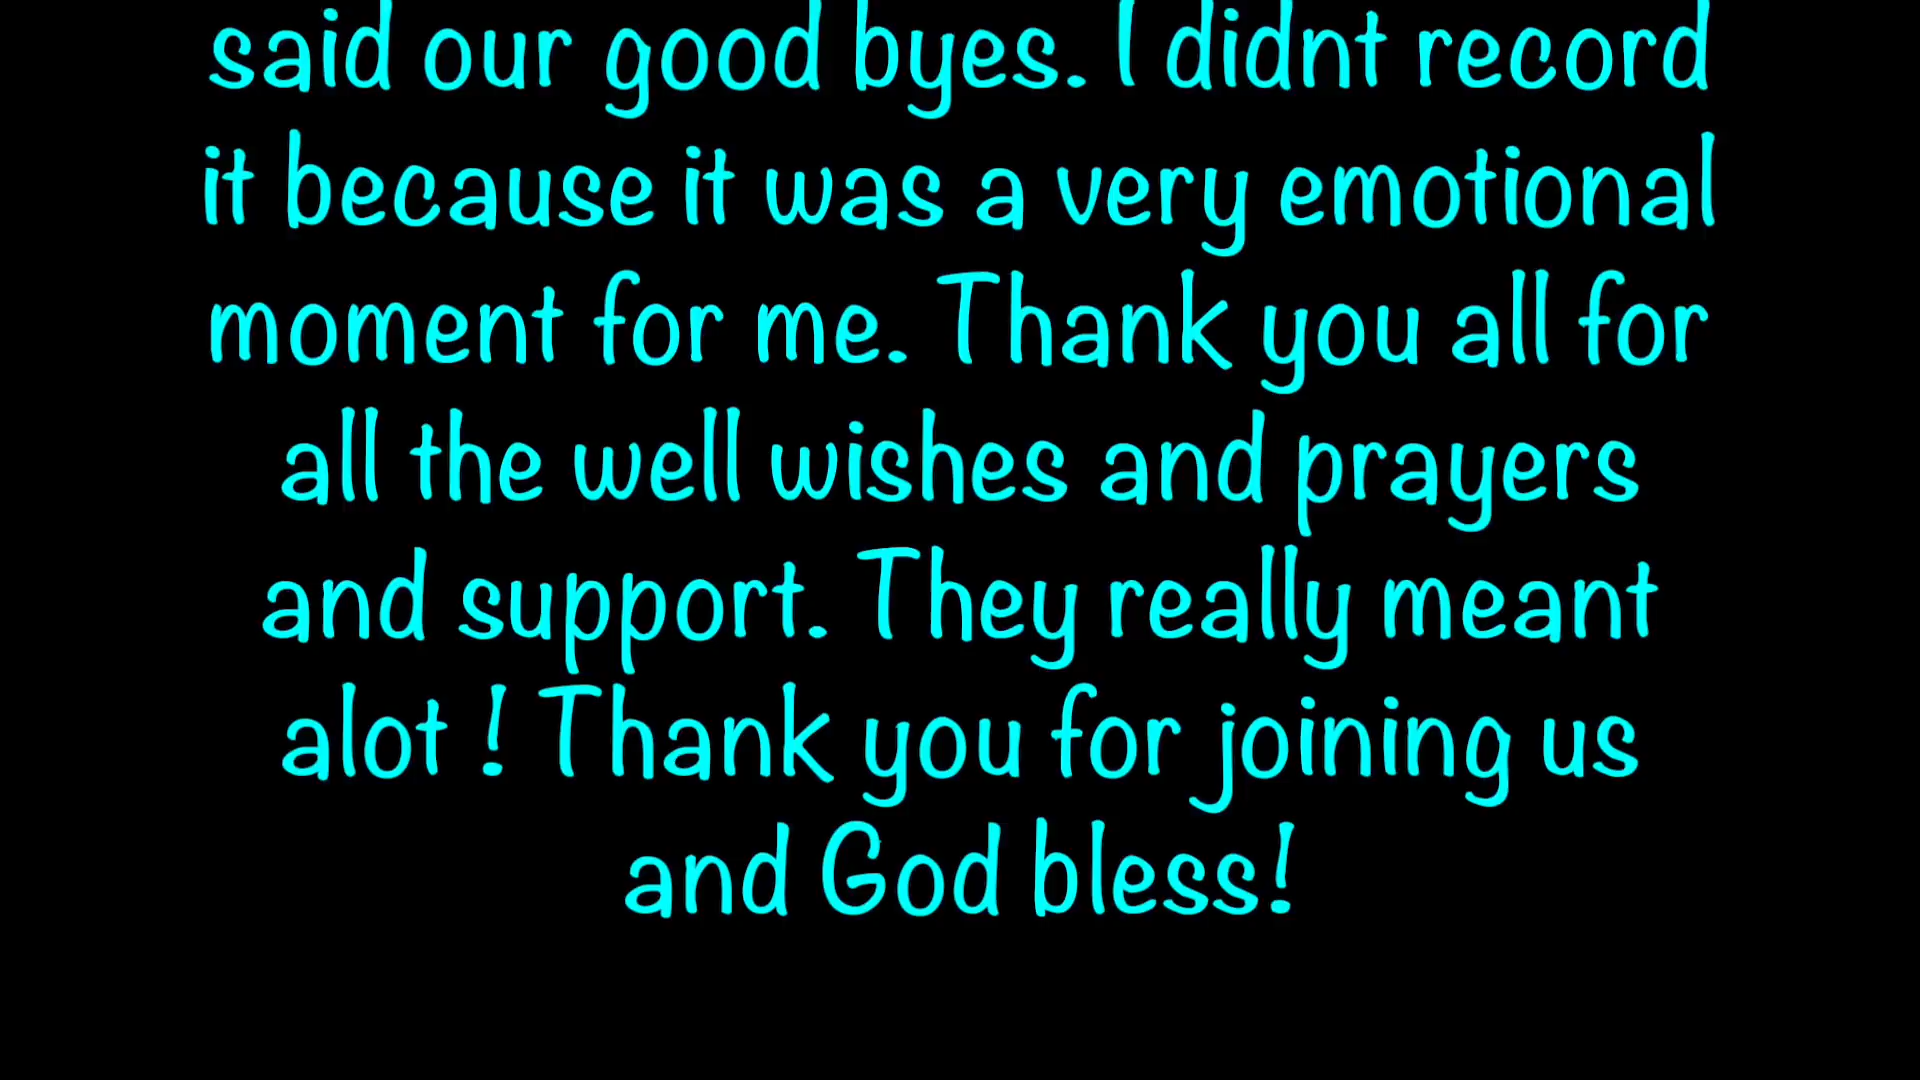 said our good byes. I didnt record
it because it was a very emotional
moment for me. Thank you all for
all the well wishes and prayers
and support. They really meant
alot ! Thank you for joining us
and God bless!